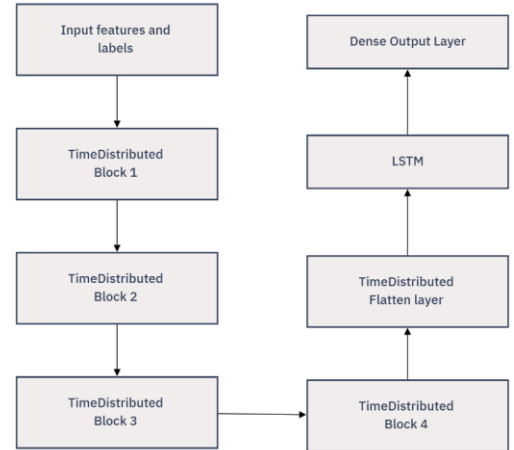 Input features and
labels
TimeDistributed
Block 1
TimeDistributed
Block 2
TimeDistributed
Block 3
TimeDistributed
Block 4
TimeDistributed
Flatten layer
LSTM
Dense Output Layer